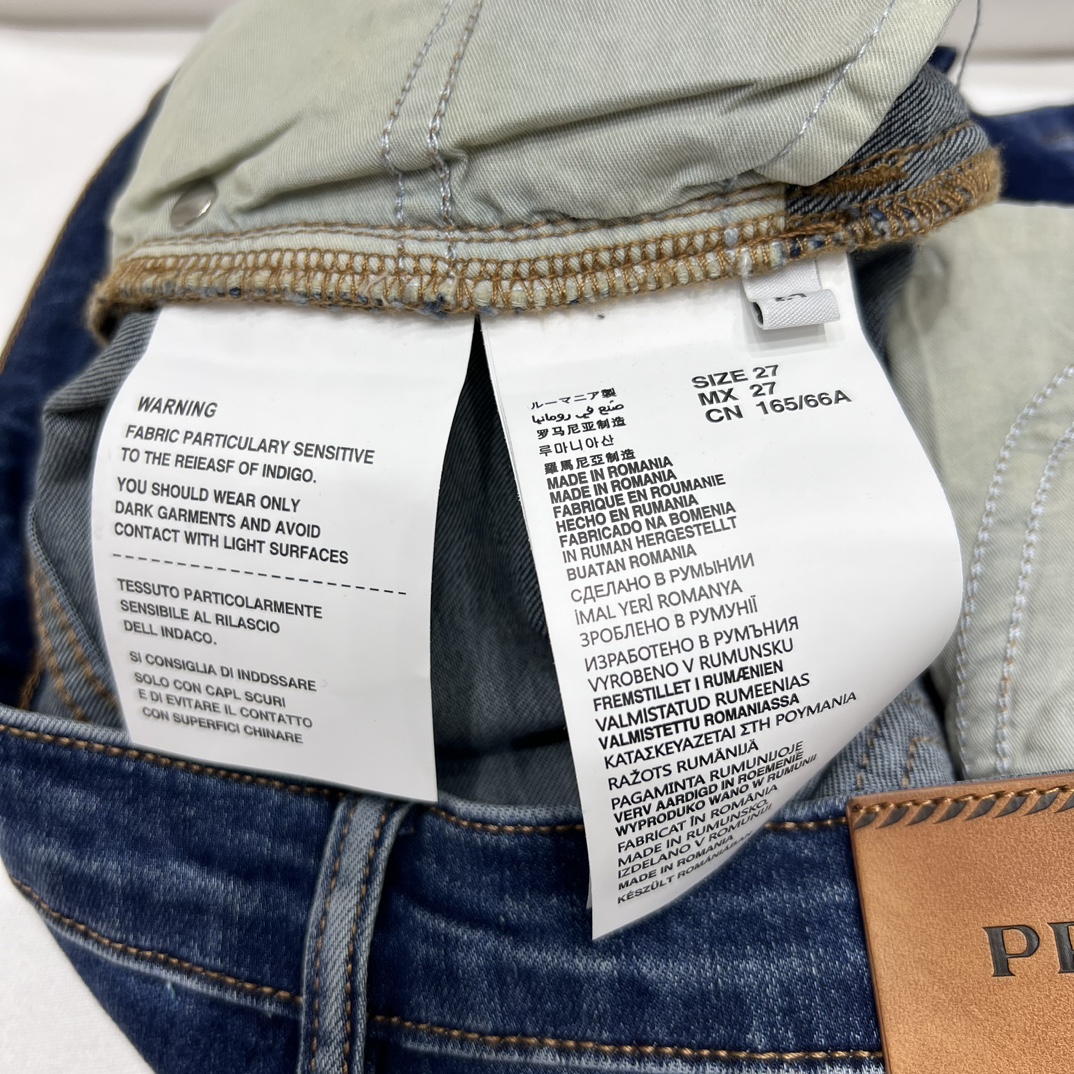 WARNING
FABRIC PARTICULARY SENSITIVE
TO THE REIEASF OF INDIGO.
YOU SHOULD WEAR ONLY
DARK GARMENTS AND AVOID
CONTACT WITH LIGHT SURFACES
TESSUTO PARTICOLARMENTE
SENSIBILE AL RILASCIO
DELL INDACO.
SI CONSIGLIA DI INDDSSARE
SOLO CON CAPL SCURI
E DI EVITARE IL CONTATTO
CON SUPERFICI CHINARE
SIZE 27
MX 27
CN 165/66A
ルーマニア製
صنع في رومانيا
罗马尼亚制造
루마니아산
羅馬尼亞制造
MADE IN ROMANIA
MADE IN ROMANIA
FABRIQUE EN ROUMANIE
HECHO EN RUMANIA
FABRICADO NA BOMENIA
IN RUMAN HERGESTELLT
BUATAN ROMANIA
СДЕЛАНО В РУМЫНИИ
İMAL YERİ ROMANYA
ЗРОБЛЕНО В РУМУНІЇ
ИЗРАБОТЕНО В РУМЪНИЯ
VYROBENO V RUMUNSKU
FREMSTILLET I RUMÆNIEN
VALMISTATUD RUMEENIAS
VALMISTETTU ROMANIASSA
ΚΑΤΑΣΚΕΥΑΖΕΤΑΙ ΣΤΗ ΡΟΥΜΑΝΙΑ
RAŽOTS RUMĀNIJĀ
PAGAMINTA RUMUNIJOJE
VERV AARDIGD IN ROEMENIE
WYPRODUKO WANO W RUMUNII
FABRICAT ÎN ROMÂNIA
MADE IN RUMUNSKO.
IZDELANO V ROMUNIJI
MADE IN ROMANIA
KÉSZÜLT ROMÁNIÁBAN